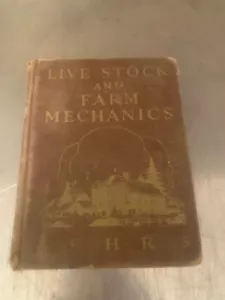 LIVE STOCK
AND
FARM
MECHANICS